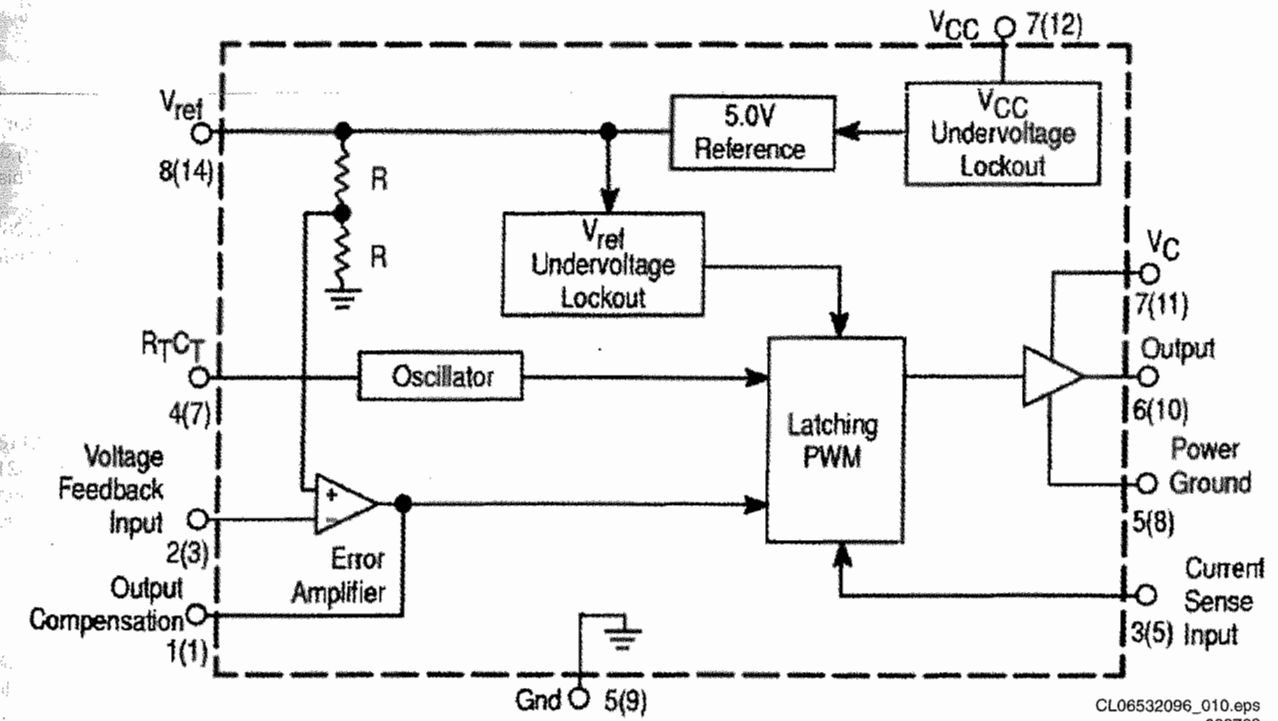 VCC 7(12)
Vref
8(14)
R
R
5.0V
Reference
VCC
Undervoltage
Lockout
Vref
Undervoltage
Lockout
VC
7(11)
RTCT
4(7)
Oscillator
Latching
PWM
Output
6(10)
Voltage
Feedback
Input
2(3)
+
−
Error
Amplifier
Power
Ground
5(8)
Output
Compensation
1(1)
Current
Sense
Input
3(5)
Gnd 5(9)
CL06532096_010.eps